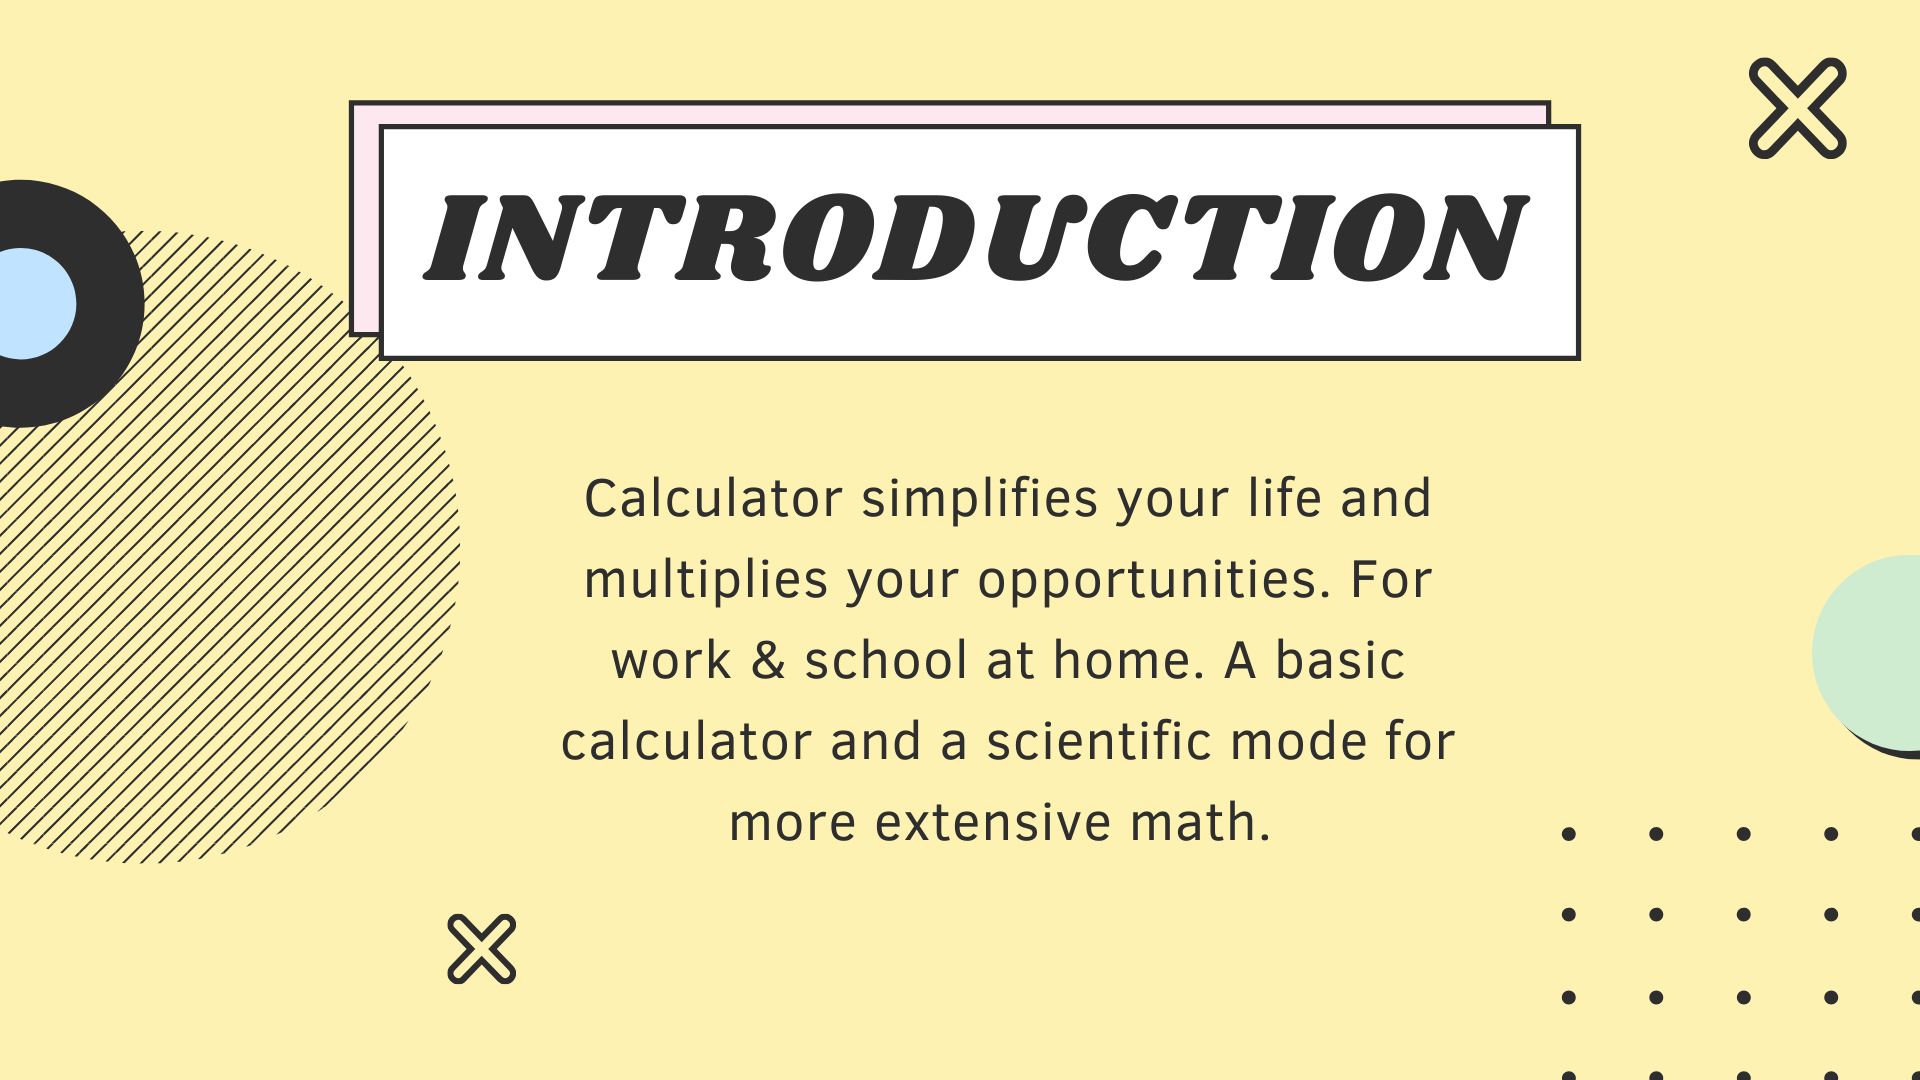 INTRODUCTION
Calculator simplifies your life and
multiplies your opportunities. For
work & school at home. A basic
calculator and a scientific mode for
more extensive math.